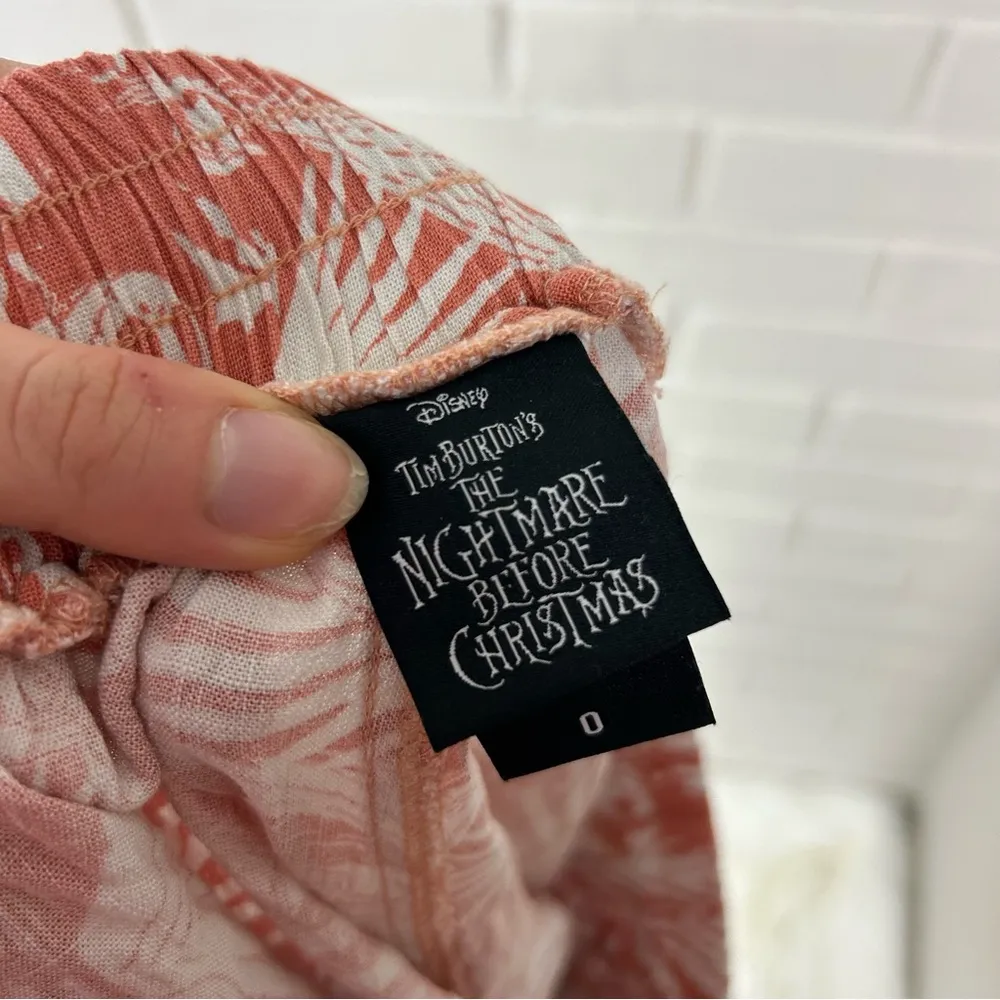 Disney
TIM BURTON'S
THE
NIGHTMARE
BEFORE
CHRISTMAS
0